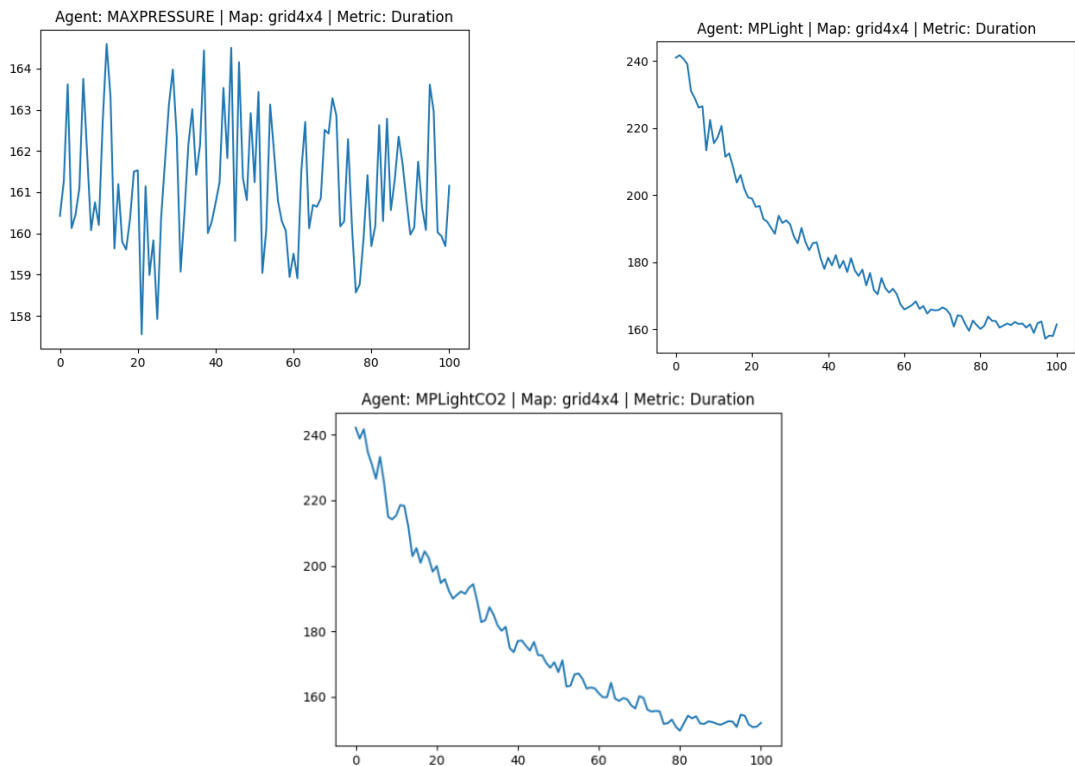 Agent: MAXPRESSURE | Map: grid4x4 | Metric: Duration
164
163
162
161
160
159
158
0 20 40 60 80 100
Agent: MPLight | Map: grid4x4 | Metric: Duration
240
220
200
180
160
0 20 40 60 80 100
Agent: MPLightCO2 | Map: grid4x4 | Metric: Duration
240
220
200
180
160
0 20 40 60 80 100